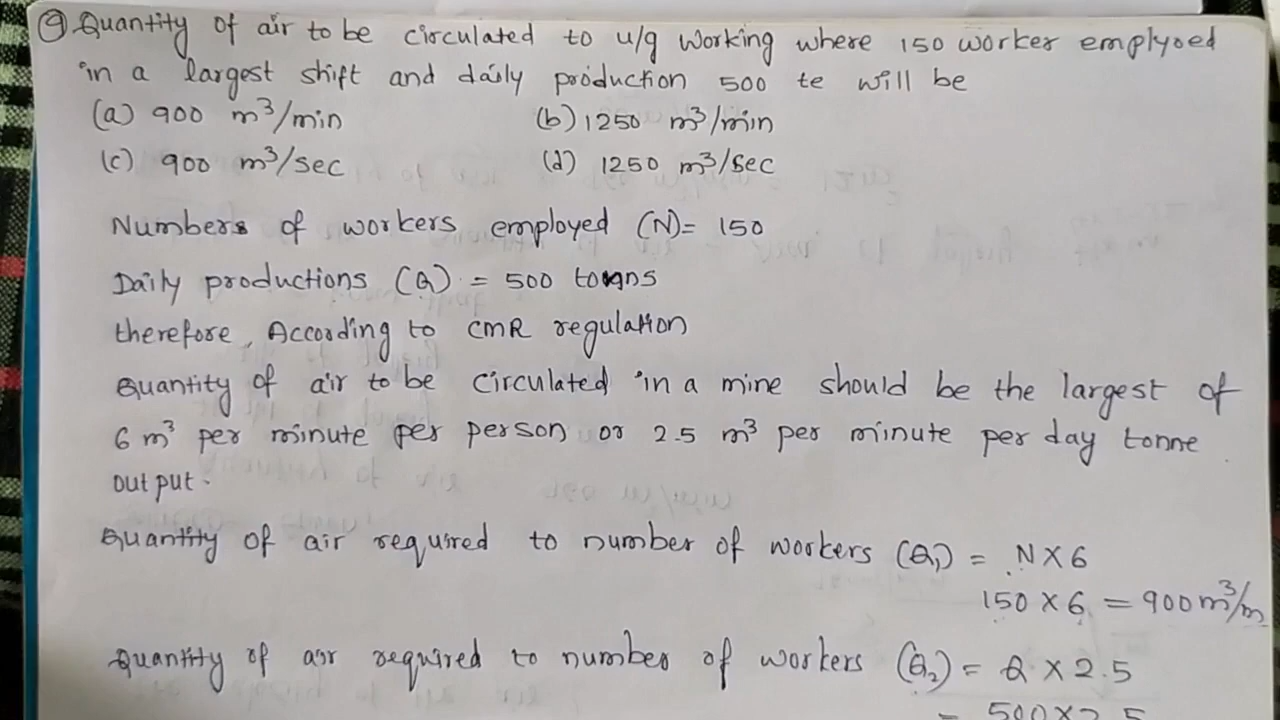 ⑨ Quantity of air to be circulated to u/g working where 150 worker emplyoed
in a largest shift and daily production 500 te will be
(a) 900 m³/min (b) 1250 m³/min
(c) 900 m³/sec (d) 1250 m³/sec
Numbers of workers employed (N) = 150
Daily productions (Q) = 500 tonns
therefore, According to CMR regulation
Quantity of air to be circulated in a mine should be the largest of
6 m³ per minute per person or 2.5 m³ per minute per day tonne
output.
Quantity of air required to number of workers (Q₁) = N × 6
150 × 6 = 900 m³/m
Quantity of air required to number of workers (Q₂) = Q × 2.5
= 500 × 2.5